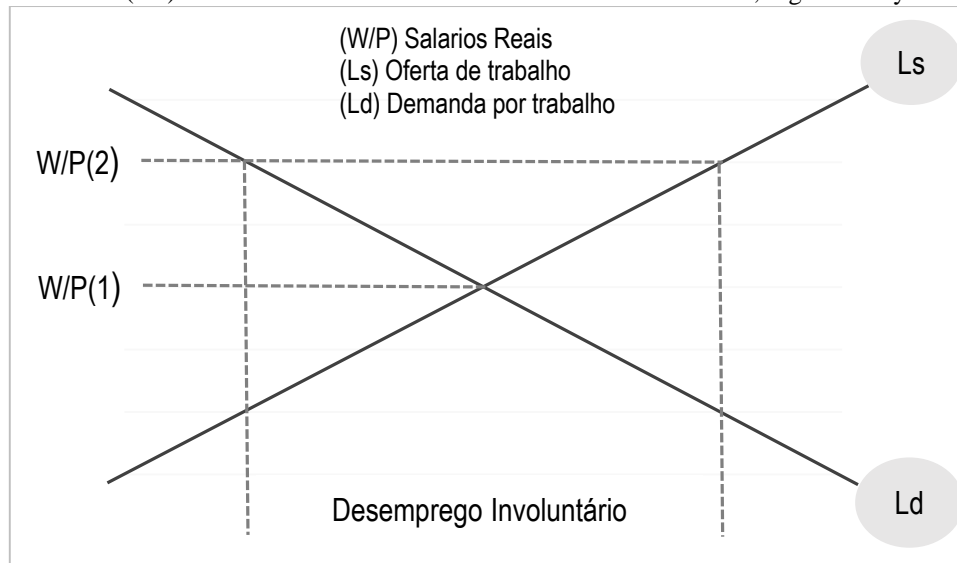 (W/P) Salarios Reais
(Ls) Oferta de trabalho
(Ld) Demanda por trabalho
Ls
W/P(2)
W/P(1)
Desemprego Involuntário
Ld